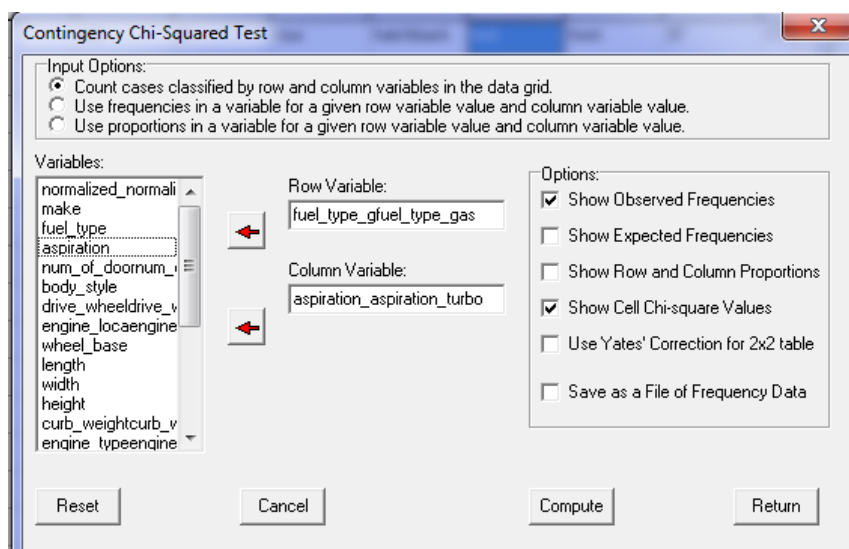 Contingency Chi-Squared Test
Input Options:
Count cases classified by row and column variables in the data grid.
Use frequencies in a variable for a given row variable value and column variable value.
Use proportions in a variable for a given row variable value and column variable value.
Variables:
normalized_normali
make
fuel_type
aspiration
num_of_doornum_
body_style
drive_wheeldrive_v
engine_locaengine
wheel_base
length
width
height
curb_weightcurb_v
engine_typeengine
Row Variable:
fuel_type_gfuel_type_gas
Column Variable:
aspiration_aspiration_turbo
Options:
Show Observed Frequencies
Show Expected Frequencies
Show Row and Column Proportions
Show Cell Chi-square Values
Use Yates' Correction for 2x2 table
Save as a File of Frequency Data
Reset
Cancel
Compute
Return